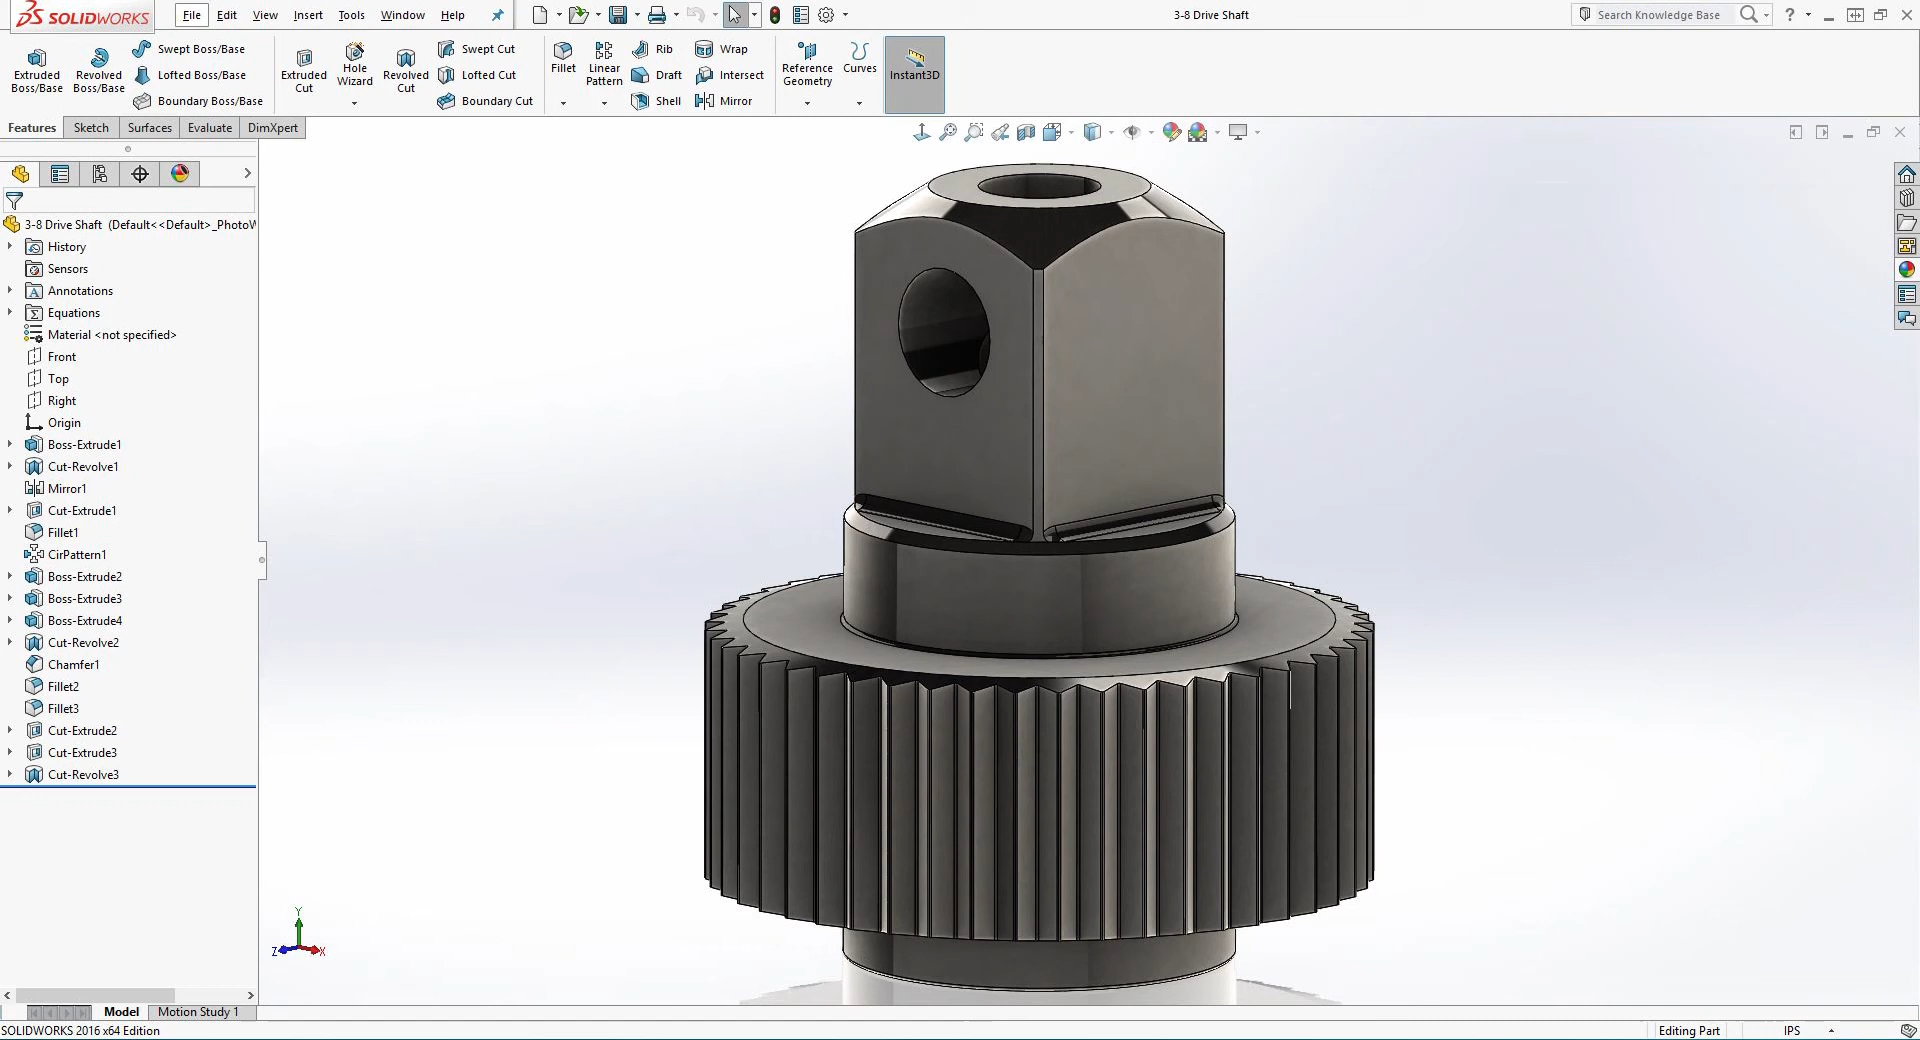 SOLIDWORKS File Edit View Insert Tools Window Help 3-8 Drive Shaft Search Knowledge Base ?
Extruded Boss/Base
Revolved Boss/Base
Swept Boss/Base
Lofted Boss/Base
Boundary Boss/Base
Extruded Cut
Hole Wizard
Revolved Cut
Swept Cut
Lofted Cut
Boundary Cut
Fillet
Linear Pattern
Rib
Draft
Shell
Wrap
Intersect
Mirror
Reference Geometry
Curves
Instant3D
Features Sketch Surfaces Evaluate DimXpert
3-8 Drive Shaft (Default<<Default>_PhotoW
History
Sensors
Annotations
Equations
Material <not specified>
Front
Top
Right
Origin
Boss-Extrude1
Cut-Revolve1
Mirror1
Cut-Extrude1
Fillet1
CirPattern1
Boss-Extrude2
Boss-Extrude3
Boss-Extrude4
Cut-Revolve2
Chamfer1
Fillet2
Fillet3
Cut-Extrude2
Cut-Extrude3
Cut-Revolve3
Y
Z X
Model Motion Study 1
SOLIDWORKS 2016 x64 Edition Editing Part IPS